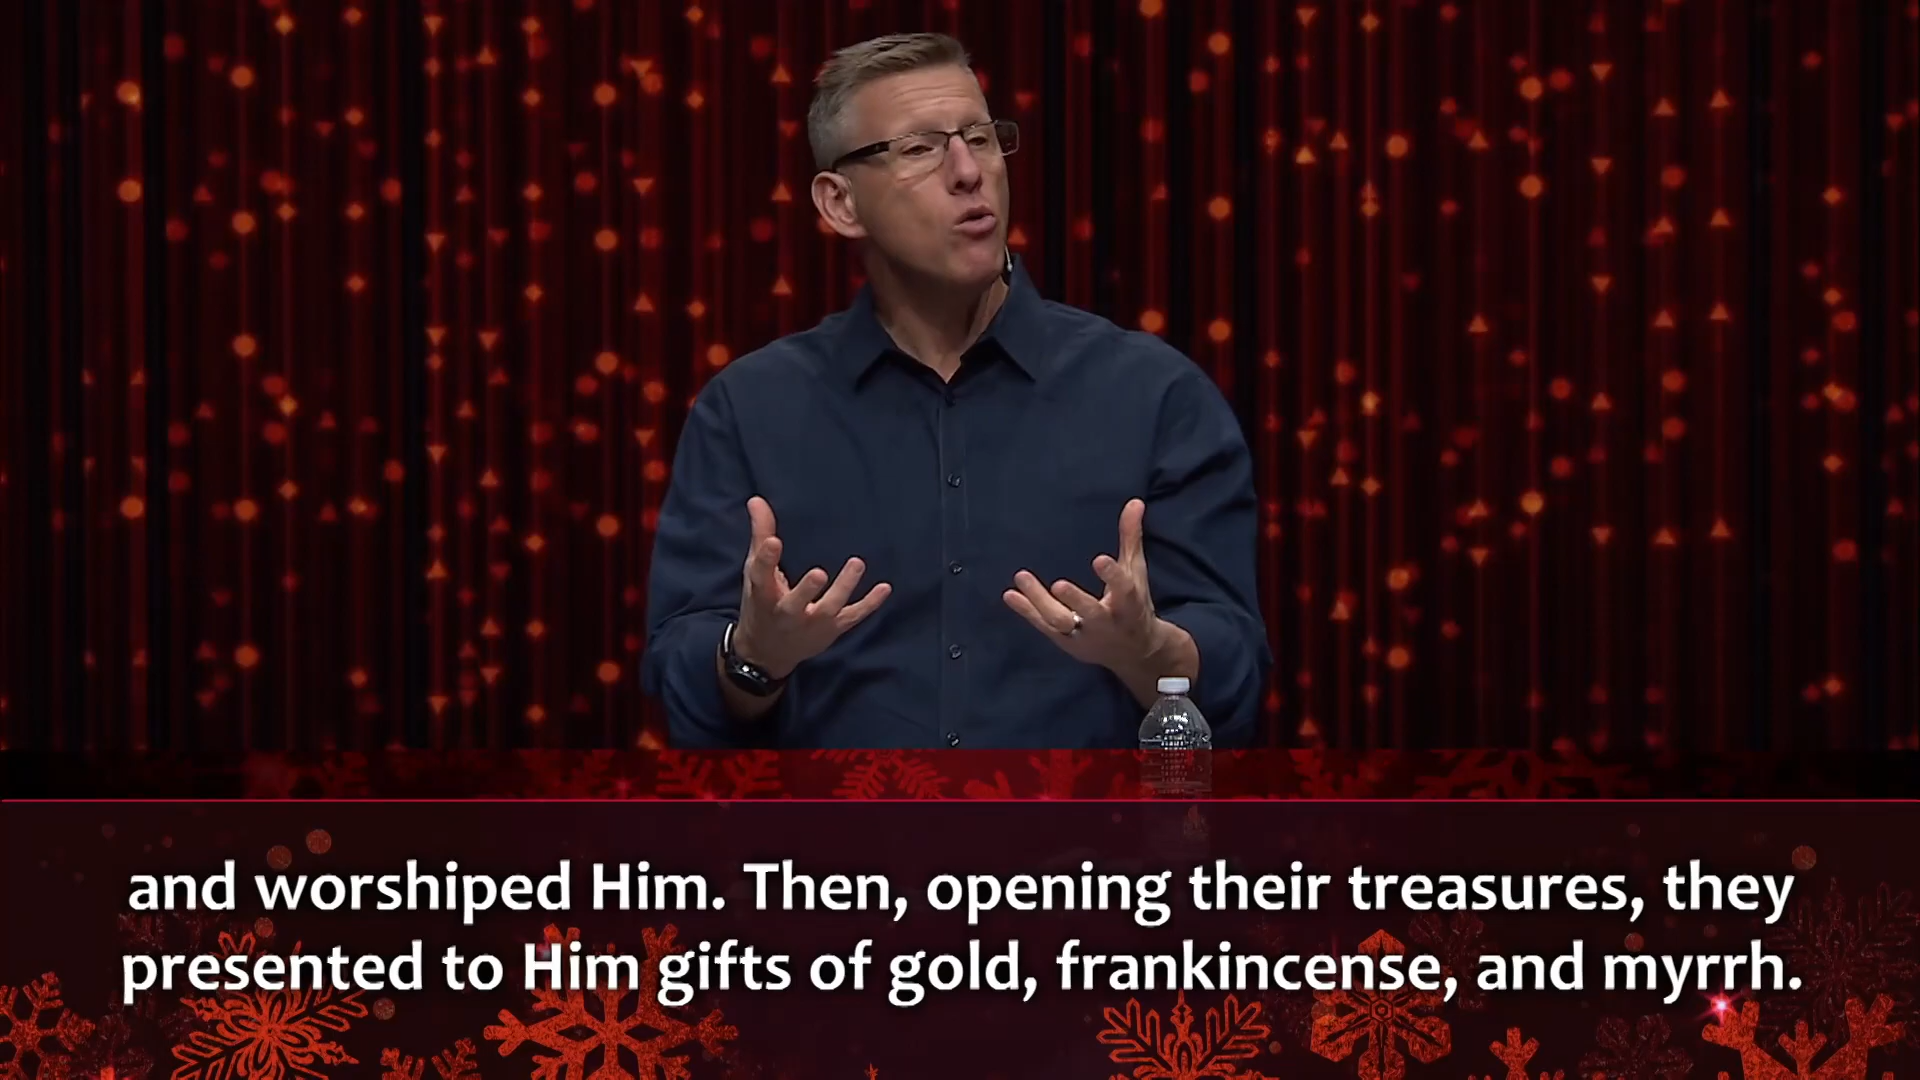 and worshiped Him. Then, opening their treasures, they
presented to Him gifts of gold, frankincense, and myrrh.